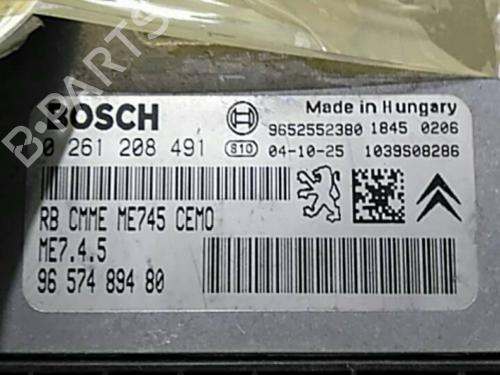 B-PARTS
BOSCH
Made in Hungary
9652552380 1845 0206
0 261 208 491 S10 04-10-25 1039S08286
RB CMME ME745 CEMO
ME7.4.5
96 574 894 80